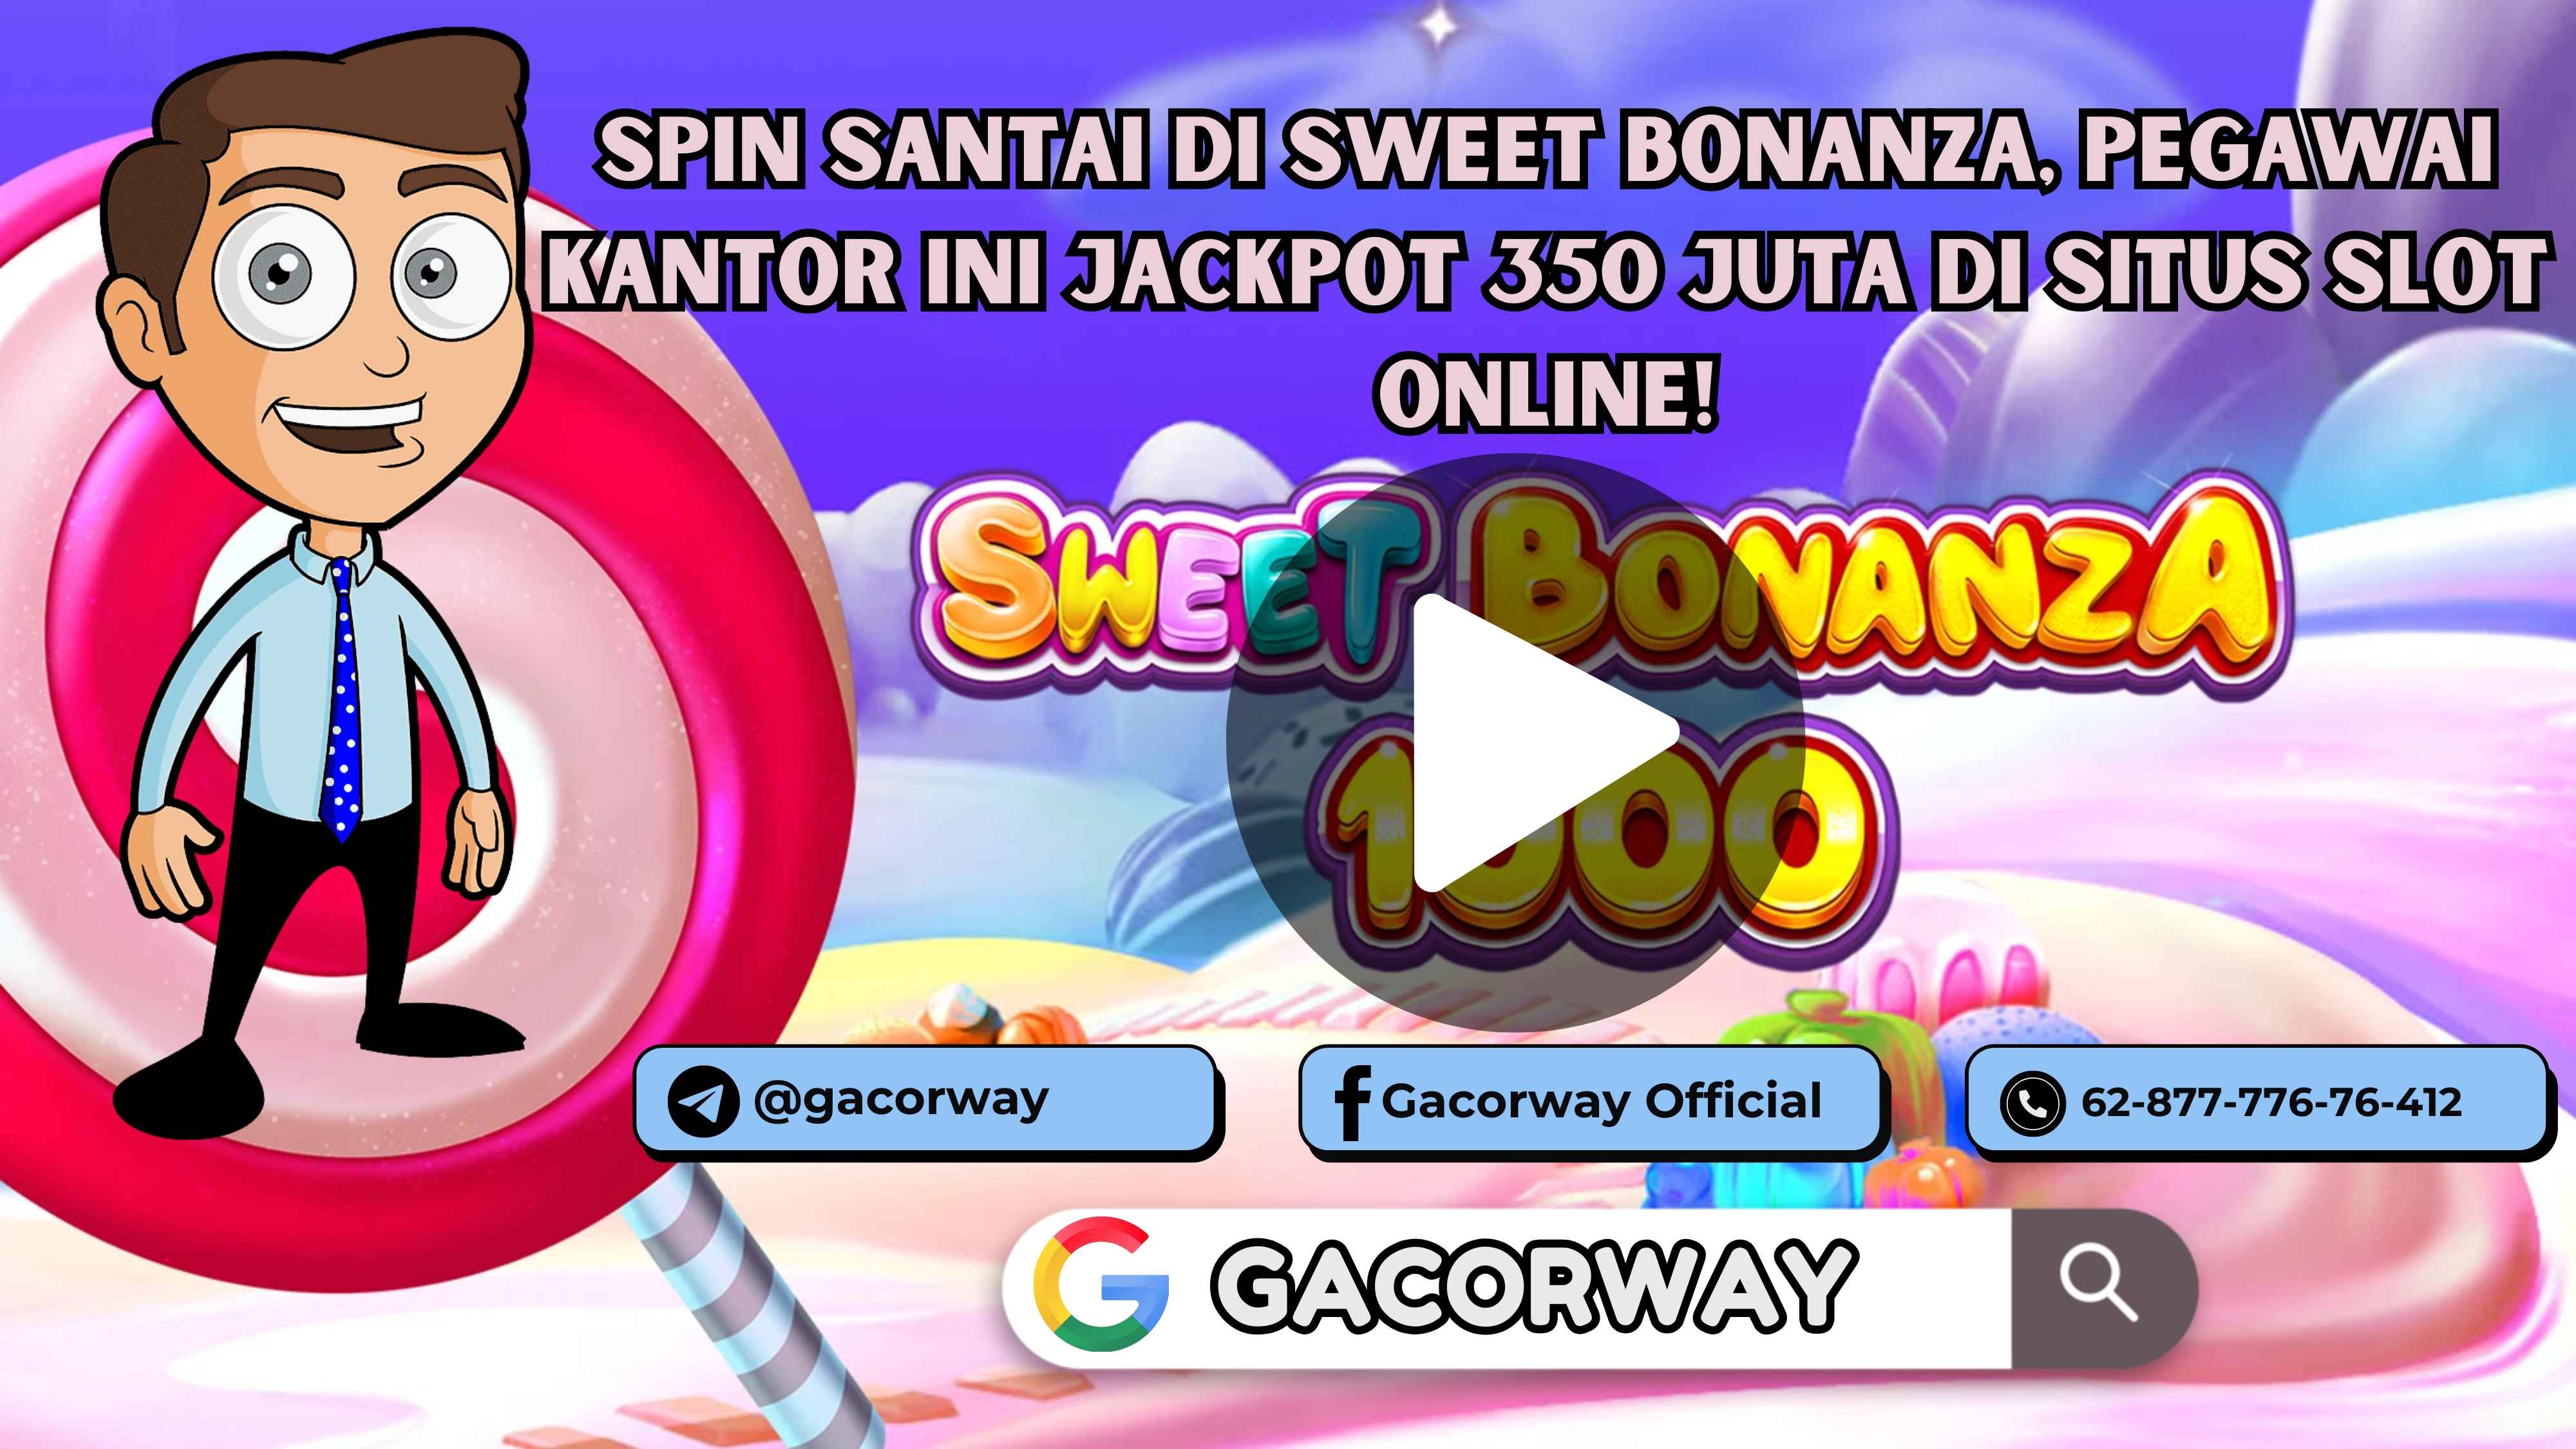 SPIN SANTAI DI SWEET BONANZA, PEGAWAI
KANTOR INI JACKPOT 350 JUTA DI SITUS SLOT
ONLINE!
SWEET BONANZA
1000
@gacorway
Gacorway Official
62-877-776-76-412
GACORWAY